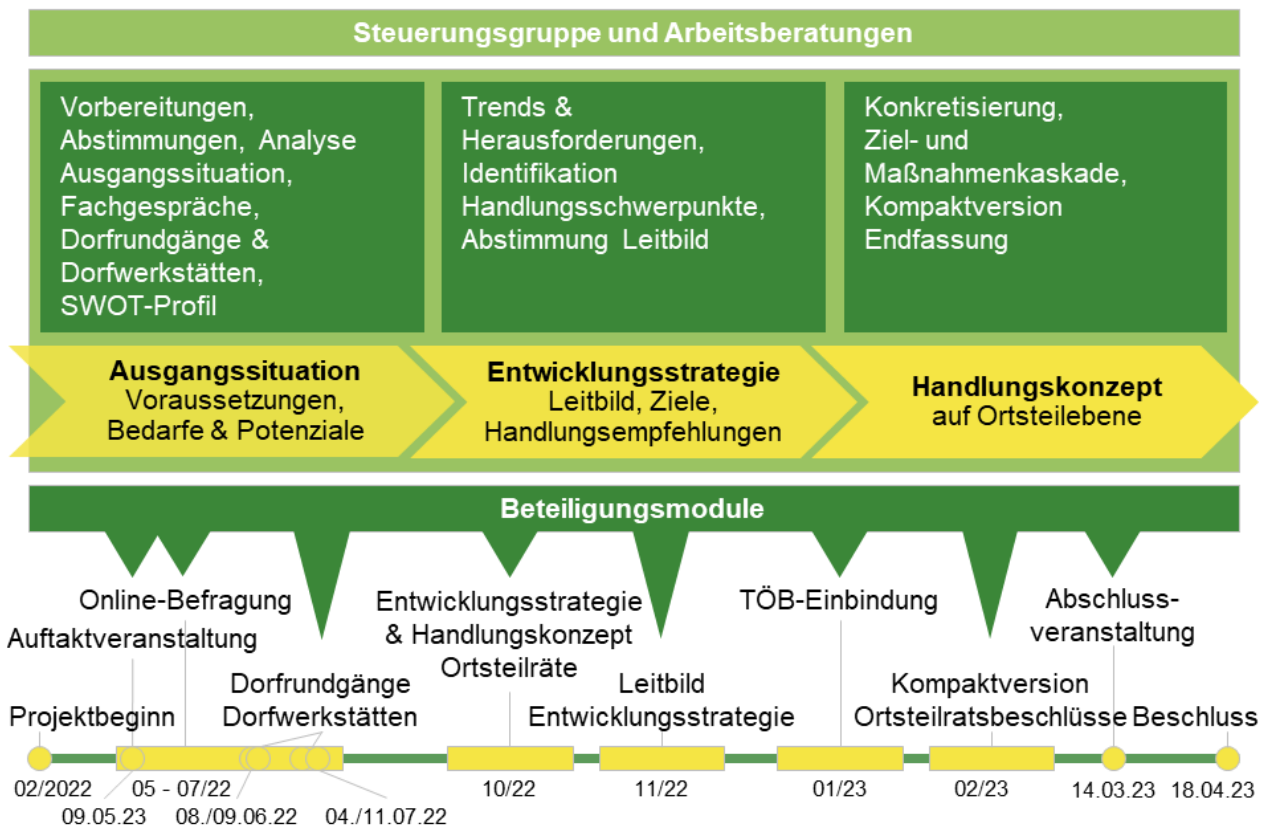 Steuerungsgruppe und Arbeitsberatungen
Vorbereitungen,
Abstimmungen, Analyse
Ausgangssituation,
Fachgespräche,
Dorfrundgänge &
Dorfwerkstätten,
SWOT-Profil
Trends &
Herausforderungen,
Identifikation
Handlungsschwerpunkte,
Abstimmung Leitbild
Konkretisierung,
Ziel- und
Maßnahmenkaskade,
Kompaktversion
Endfassung
Ausgangssituation
Voraussetzungen,
Bedarfe & Potenziale
Entwicklungsstrategie
Leitbild, Ziele,
Handlungsempfehlungen
Handlungskonzept
auf Ortsteilebene
Beteiligungsmodule
Online-Befragung
Auftaktveranstaltung
Dorfrundgänge
Dorfwerkstätten
Projektbeginn
Entwicklungsstrategie
& Handlungskonzept
Ortsteilräte
Leitbild
Entwicklungsstrategie
TÖB-Einbindung
Kompaktversion
Ortsteilratsbeschlüsse
Abschluss-
veranstaltung
Beschluss
02/2022
09.05.23
05 - 07/22
08./09.06.22
04./11.07.22
10/22
11/22
01/23
02/23
14.03.23
18.04.23